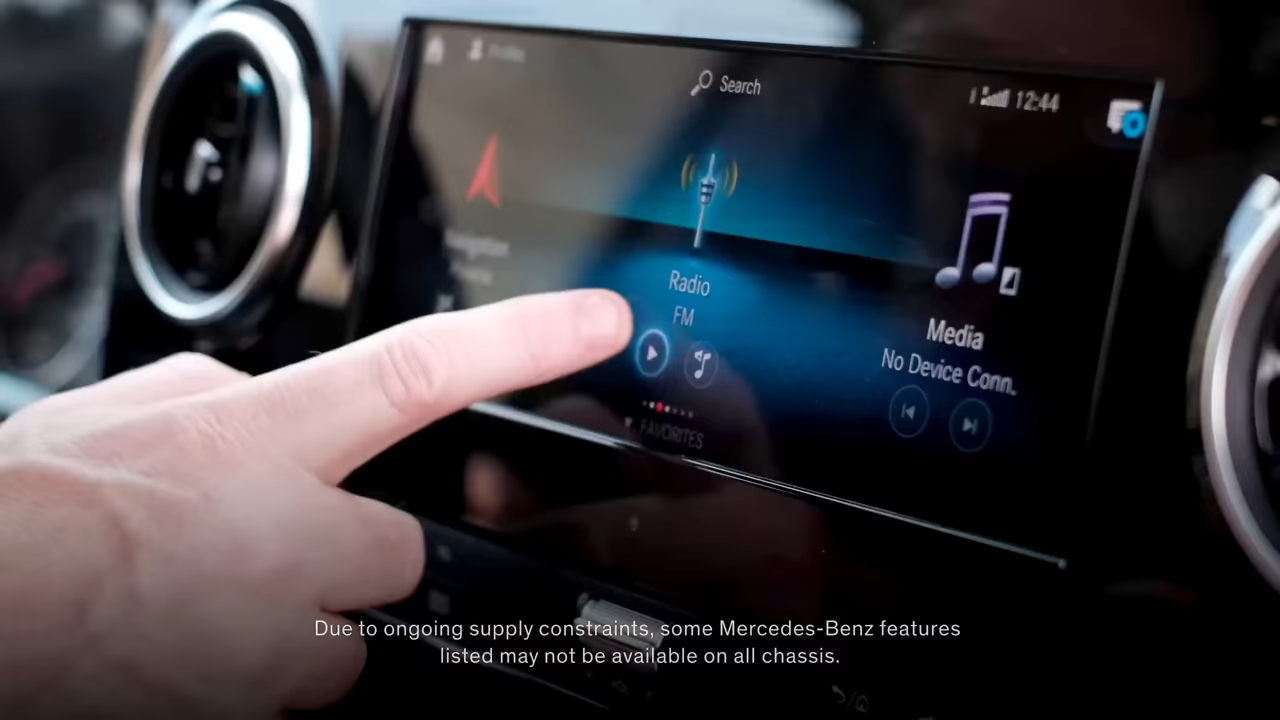 Search
12:44
Navigation
Radio
FM
Media
No Device Conn.
FAVORITES
Due to ongoing supply constraints, some Mercedes-Benz features
listed may not be available on all chassis.